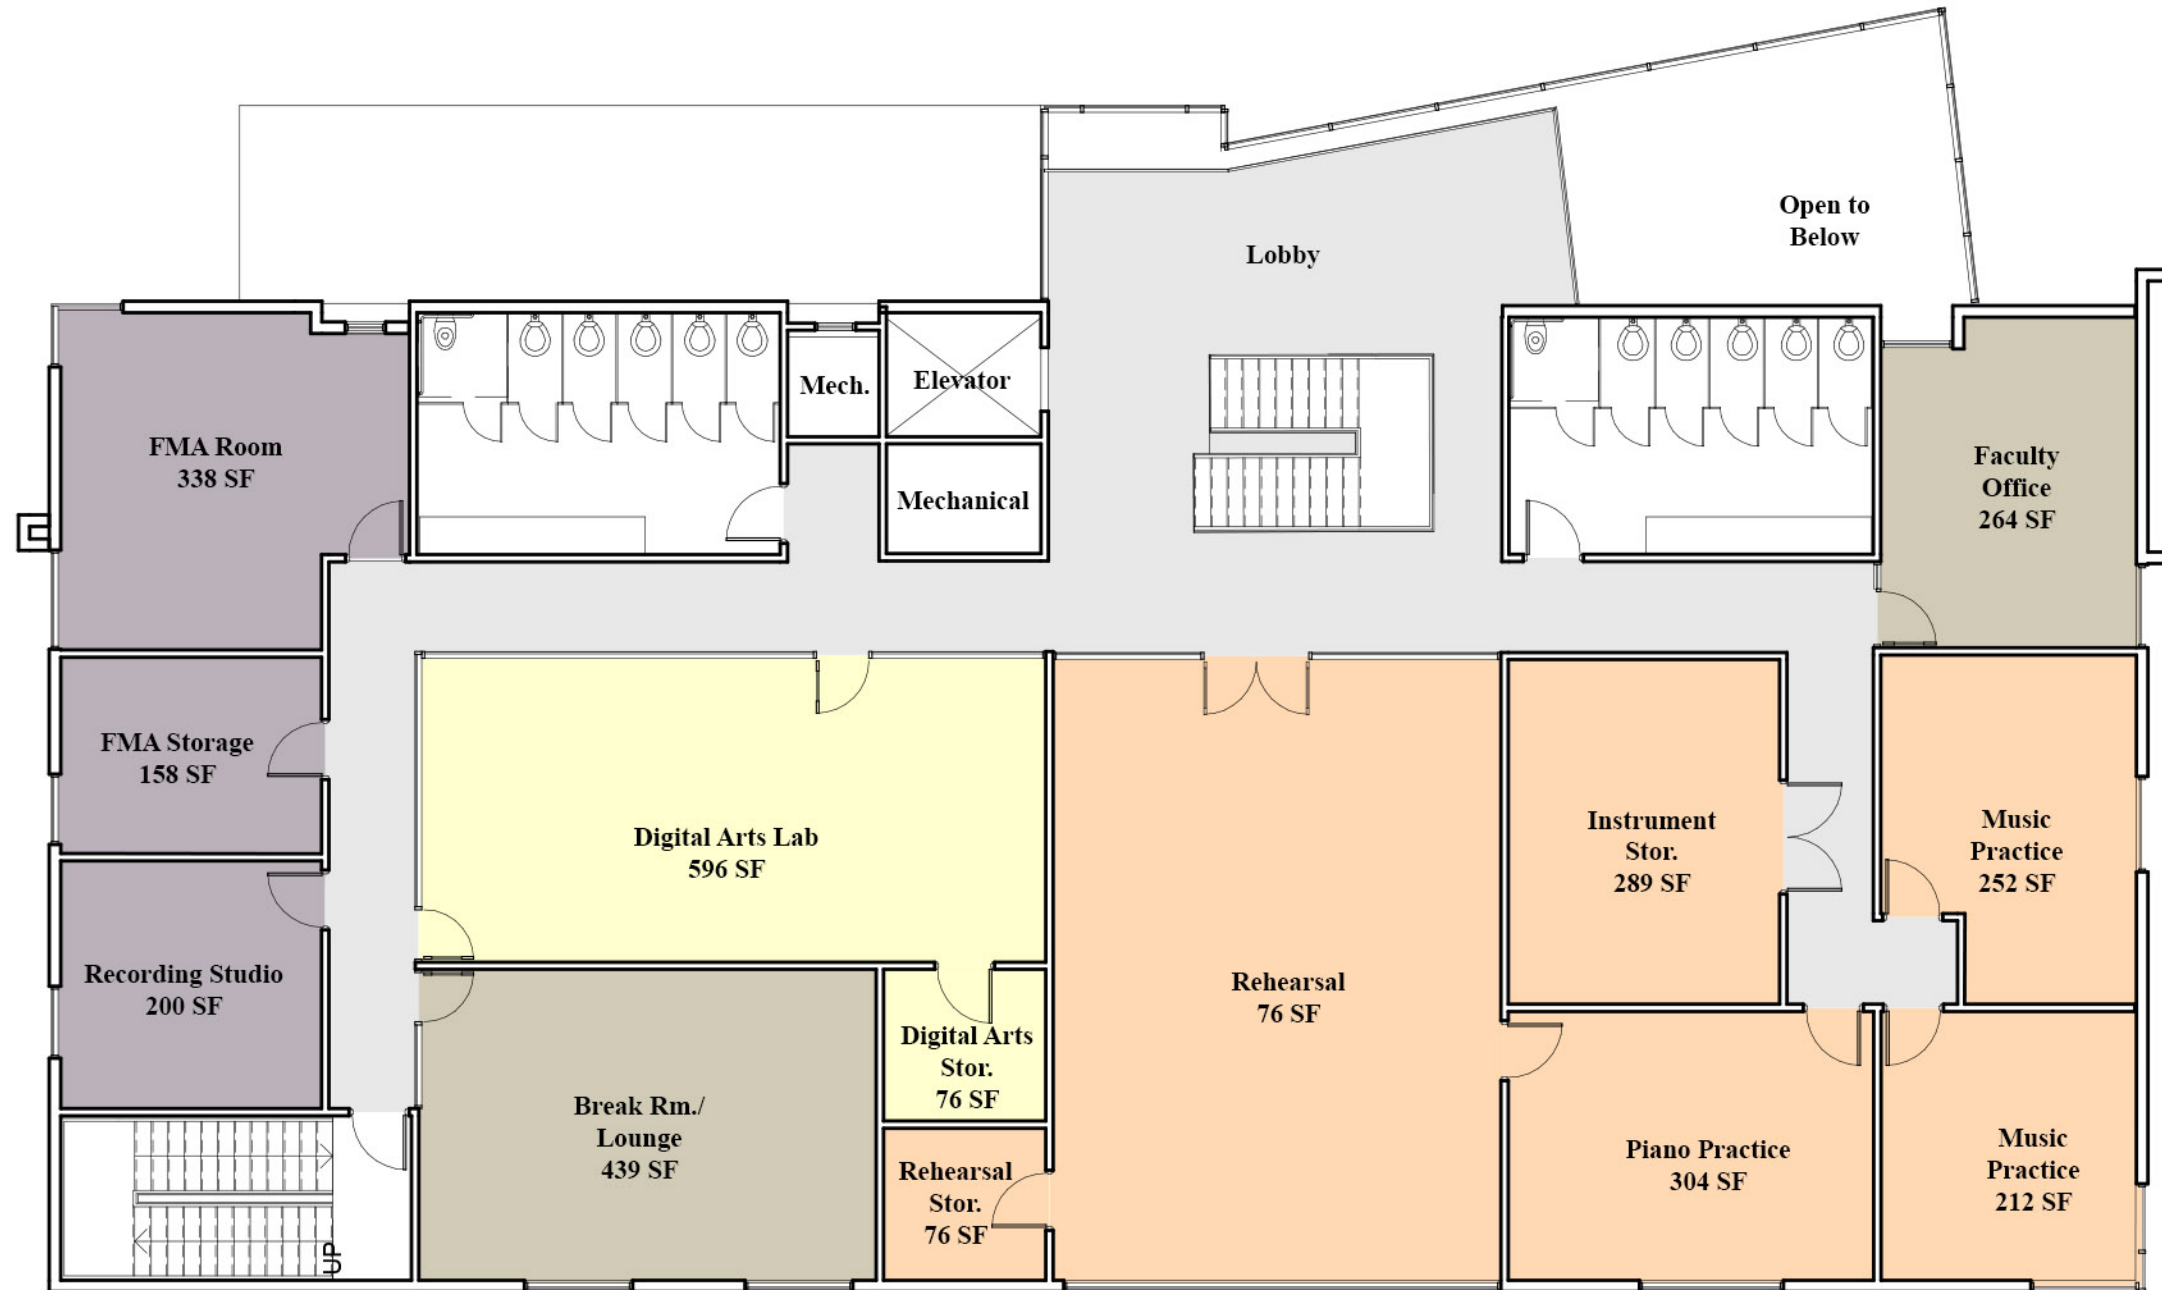 Open to
Below
Lobby
Mech.
Elevator
FMA Room
338 SF
Mechanical
Faculty
Office
264 SF
FMA Storage
158 SF
Digital Arts Lab
596 SF
Instrument
Stor.
289 SF
Music
Practice
252 SF
Recording Studio
200 SF
Rehearsal
76 SF
Digital Arts
Stor.
76 SF
Break Rm./
Lounge
439 SF
Rehearsal
Stor.
76 SF
Piano Practice
304 SF
Music
Practice
212 SF
UP